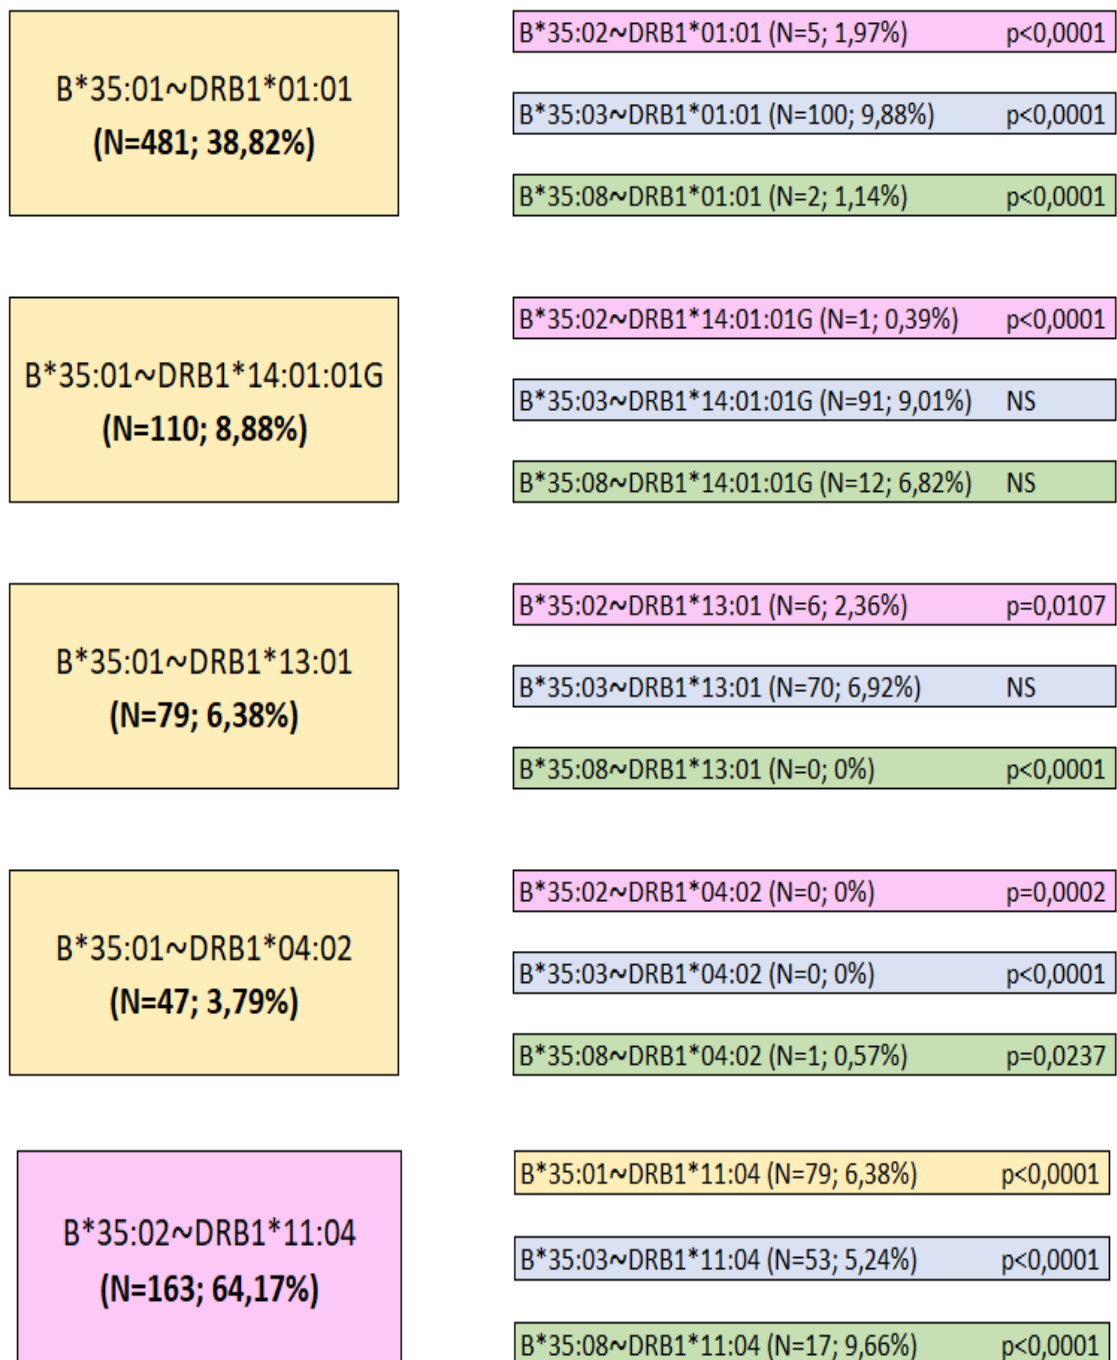 B*35:01~DRB1*01:01
(N=481; 38,82%)
B*35:02~DRB1*01:01 (N=5; 1,97%) p<0,0001
B*35:03~DRB1*01:01 (N=100; 9,88%) p<0,0001
B*35:08~DRB1*01:01 (N=2; 1,14%) p<0,0001
B*35:01~DRB1*14:01:01G
(N=110; 8,88%)
B*35:02~DRB1*14:01:01G (N=1; 0,39%) p<0,0001
B*35:03~DRB1*14:01:01G (N=91; 9,01%) NS
B*35:08~DRB1*14:01:01G (N=12; 6,82%) NS
B*35:01~DRB1*13:01
(N=79; 6,38%)
B*35:02~DRB1*13:01 (N=6; 2,36%) p=0,0107
B*35:03~DRB1*13:01 (N=70; 6,92%) NS
B*35:08~DRB1*13:01 (N=0; 0%) p<0,0001
B*35:01~DRB1*04:02
(N=47; 3,79%)
B*35:02~DRB1*04:02 (N=0; 0%) p=0,0002
B*35:03~DRB1*04:02 (N=0; 0%) p<0,0001
B*35:08~DRB1*04:02 (N=1; 0,57%) p=0,0237
B*35:02~DRB1*11:04
(N=163; 64,17%)
B*35:01~DRB1*11:04 (N=79; 6,38%) p<0,0001
B*35:03~DRB1*11:04 (N=53; 5,24%) p<0,0001
B*35:08~DRB1*11:04 (N=17; 9,66%) p<0,0001